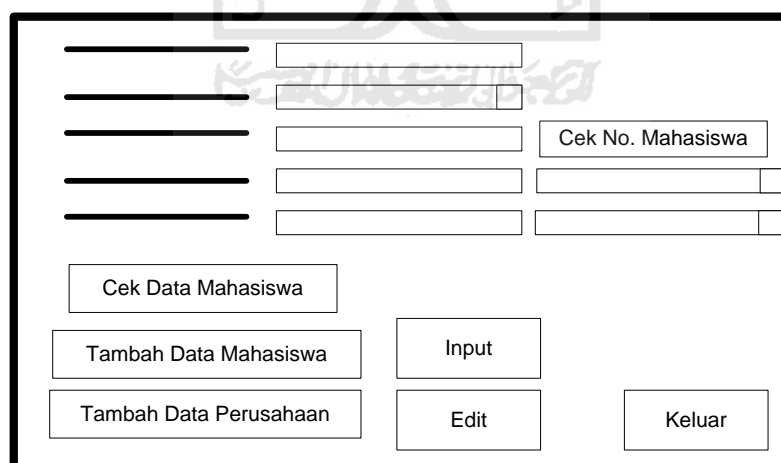 Cek No. Mahasiswa
Cek Data Mahasiswa
Tambah Data Mahasiswa
Input
Tambah Data Perusahaan
Edit
Keluar